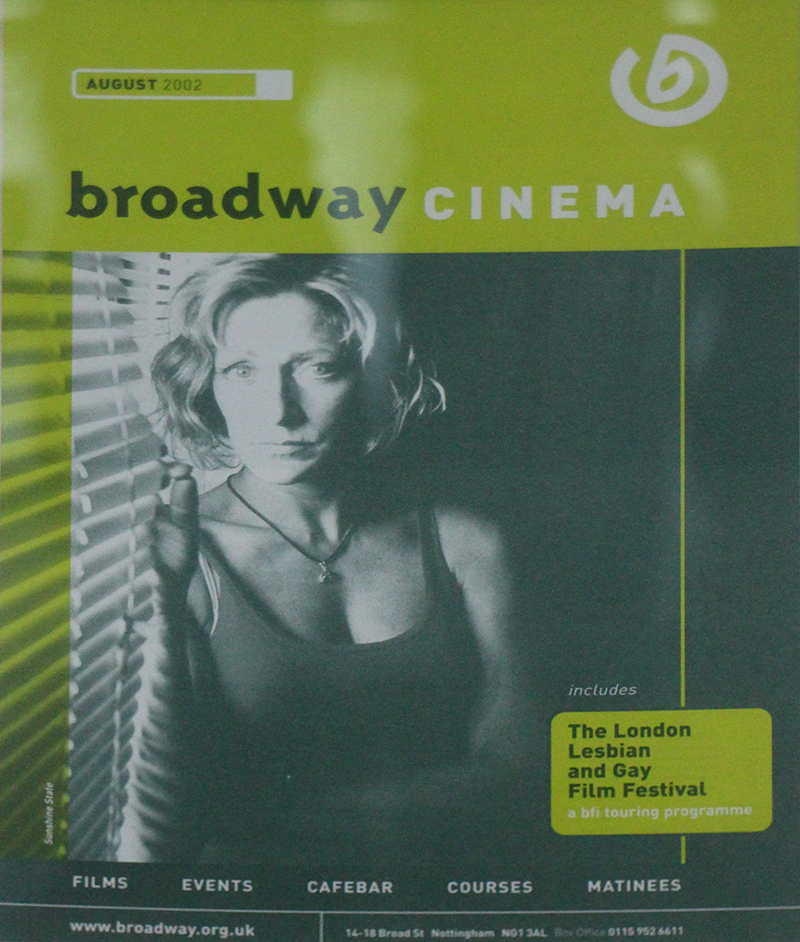 AUGUST 2002
b
broadway CINEMA
includes
The London
Lesbian
and Gay
Film Festival
a bfi touring programme
Sunshine State
FILMS EVENTS CAFEBAR COURSES MATINEES
www.broadway.org.uk
14-18 Broad St Nottingham NG1 3AL Box Office 0115 952 6611